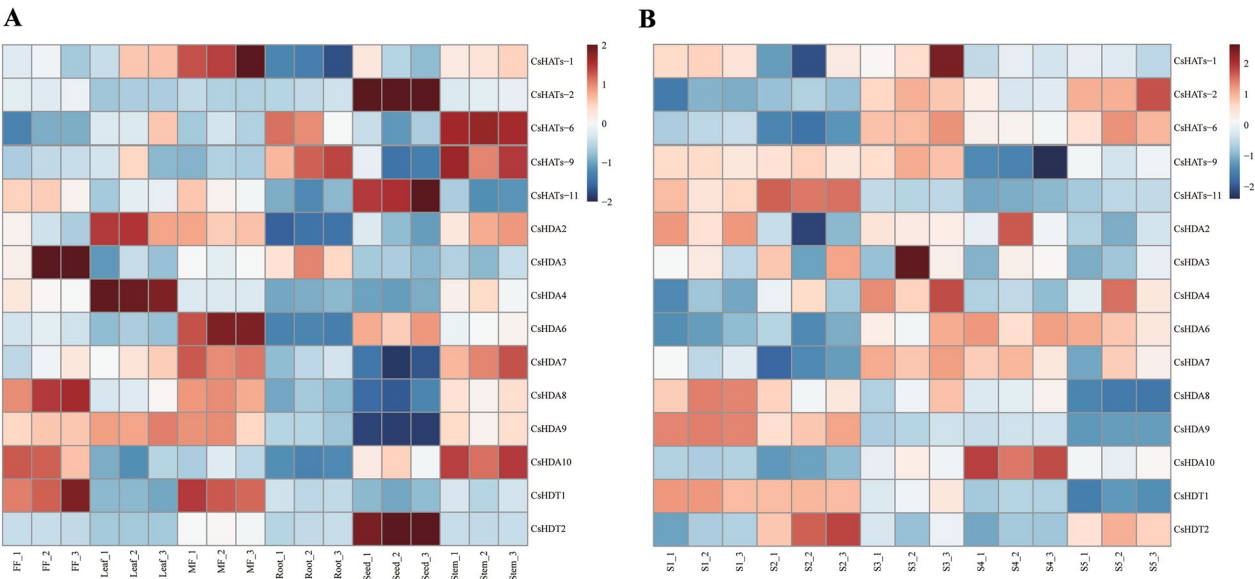 A
B
2
1
0
−1
−2
CsHATs−1
CsHATs−2
CsHATs−6
CsHATs−9
CsHATs−11
CsHDA2
CsHDA3
CsHDA4
CsHDA6
CsHDA7
CsHDA8
CsHDA9
CsHDA10
CsHDT1
CsHDT2
FF_1
FF_2
FF_3
Leaf_1
Leaf_2
Leaf_3
MF_1
MF_2
MF_3
Root_1
Root_2
Root_3
Seed_1
Seed_2
Seed_3
Stem_1
Stem_2
Stem_3
2
1
0
−1
−2
CsHATs−1
CsHATs−2
CsHATs−6
CsHATs−9
CsHATs−11
CsHDA2
CsHDA3
CsHDA4
CsHDA6
CsHDA7
CsHDA8
CsHDA9
CsHDA10
CsHDT1
CsHDT2
S1_1
S1_2
S1_3
S2_1
S2_2
S2_3
S3_1
S3_2
S3_3
S4_1
S4_2
S4_3
S5_1
S5_2
S5_3